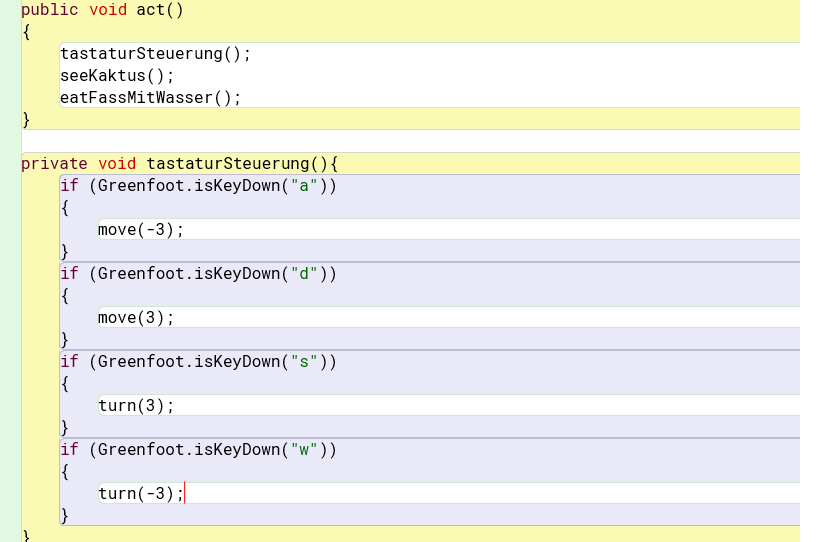 public void act()
{
    tastaturSteuerung();
    seeKaktus();
    eatFassMitWasser();
}

private void tastaturSteuerung(){
    if (Greenfoot.isKeyDown("a"))
    {
        move(-3);
    }
    if (Greenfoot.isKeyDown("d"))
    {
        move(3);
    }
    if (Greenfoot.isKeyDown("s"))
    {
        turn(3);
    }
    if (Greenfoot.isKeyDown("w"))
    {
        turn(-3);
    }
}